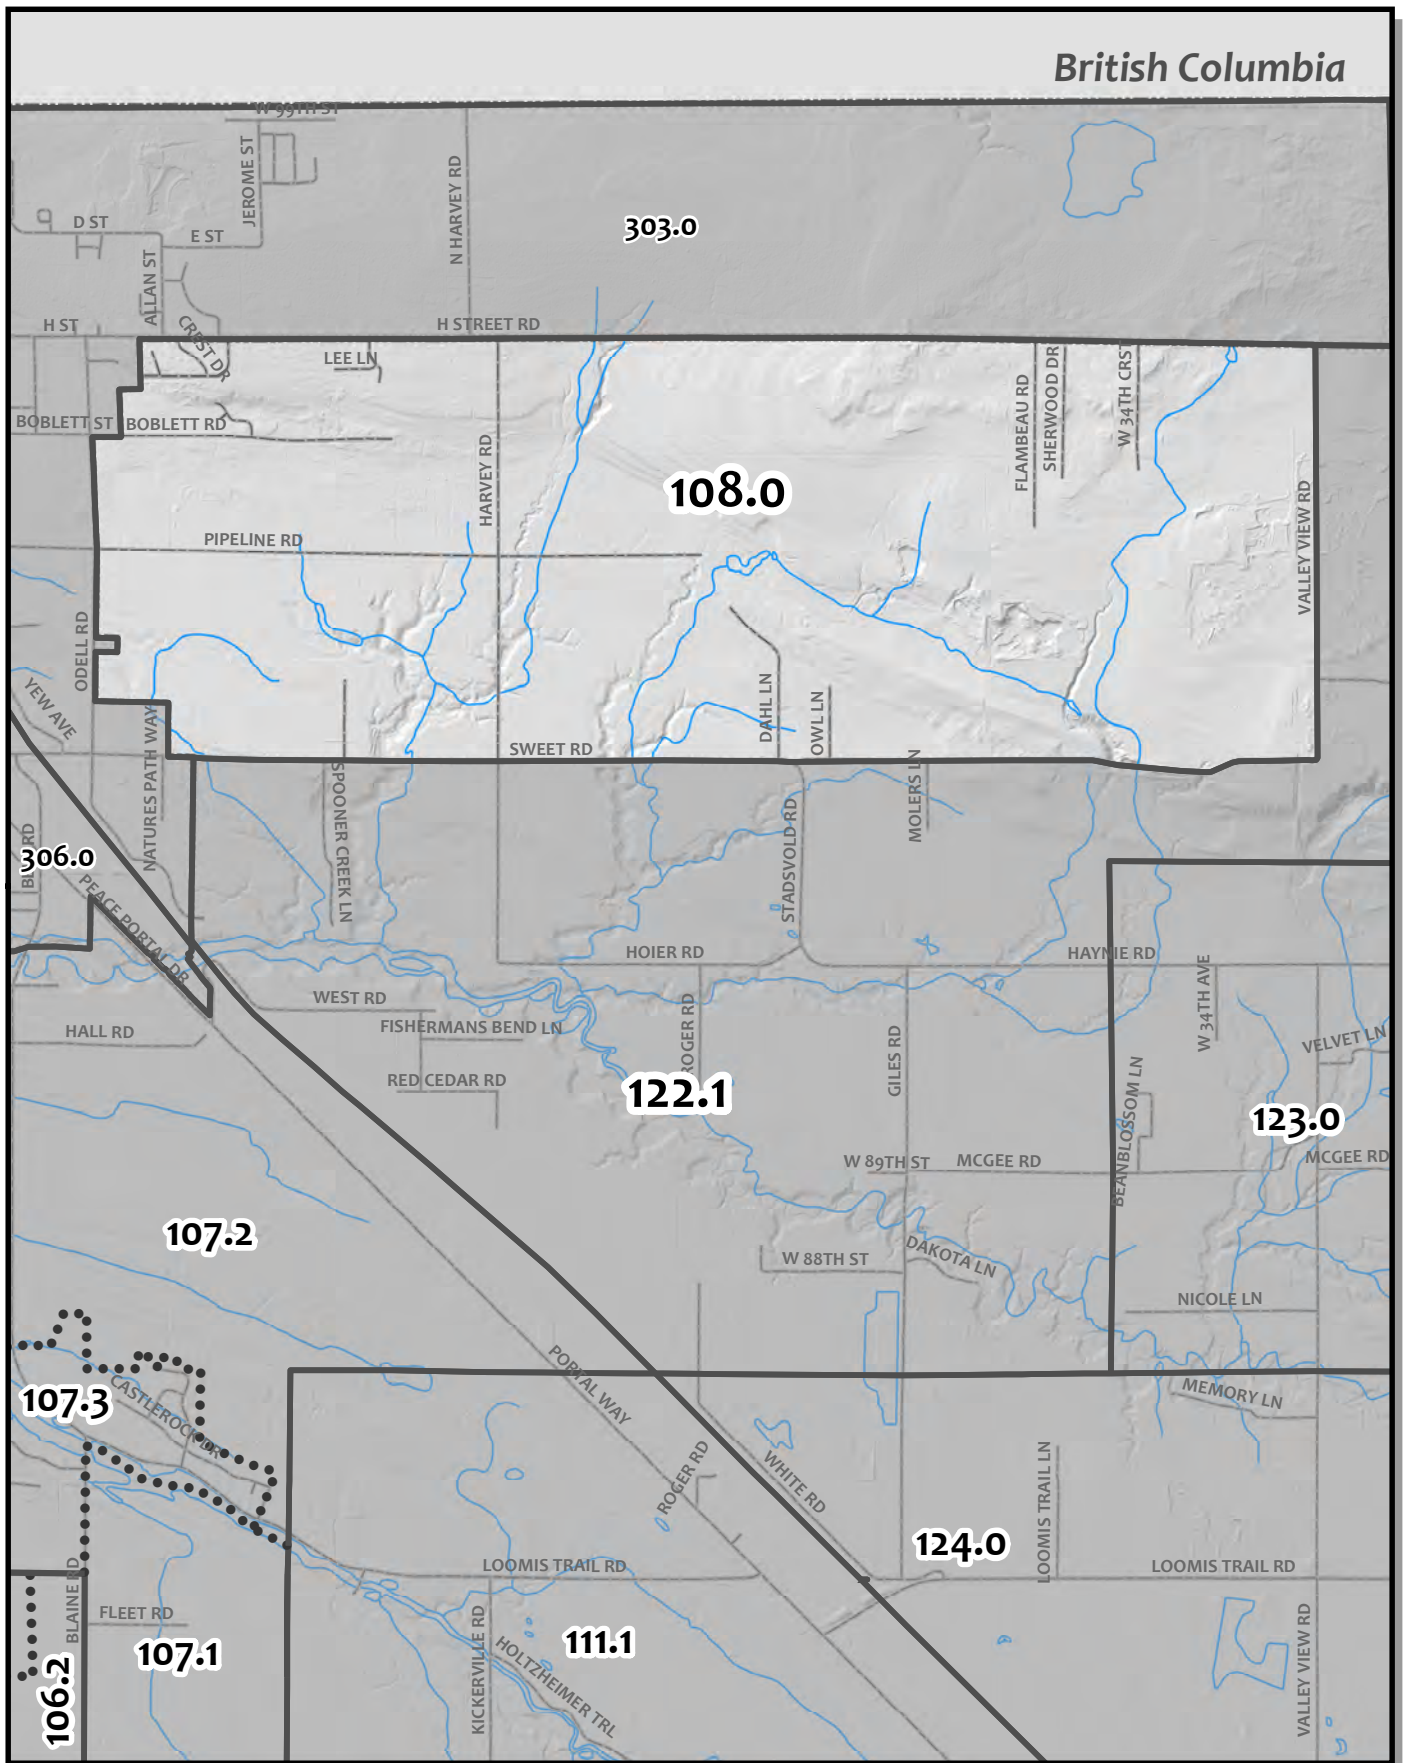 British Columbia
W 99TH ST
JEROME ST
N HARVEY RD
303.0
D ST
E ST
ALLAN ST
H ST
CREST DR
H STREET RD
LEE LN
FLAMBEAU RD
SHERWOOD DR
W 34TH CRST
BOBLETT ST
BOBLETT RD
HARVEY RD
108.0
VALLEY VIEW RD
PIPELINE RD
ODELL RD
YEW AVE
NATURES PATH WAY
DAHL LN
OWL LN
SWEET RD
MOLERS LN
SPOONER CREEK LN
STADSVOLD RD
306.0
PEACE PORTAL DR
HOIER RD
HAYNIE RD
W 34TH AVE
WEST RD
HALL RD
FISHERMANS BEND LN
ROGER RD
GILES RD
VELVET LN
RED CEDAR RD
122.1
BEANBLOSSOM LN
123.0
W 89TH ST
MCGEE RD
MCGEE RD
107.2
W 88TH ST
DAKOTA LN
NICOLE LN
PORTAL WAY
107.3
CASTLEROCK DR
MEMORY LN
ROGER RD
WHITE RD
LOOMIS TRAIL LN
124.0
LOOMIS TRAIL RD
LOOMIS TRAIL RD
BLAINE RD
FLEET RD
KICKERVILLE RD
111.1
107.1
106.2
HOLTZHEIMER TRL
VALLEY VIEW RD